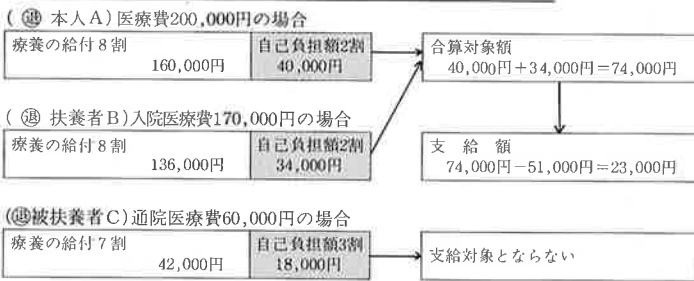 (㊡ 本人A)医療費200,000円の場合
療養の給付8割
160,000円
自己負担額2割
40,000円
合算対象額
40,000円+34,000円=74,000円
(㊡ 扶養者B)入院医療費170,000円の場合
療養の給付8割
136,000円
自己負担額2割
34,000円
支給額
74,000円-51,000円=23,000円
(㊡被扶養者C)通院医療費60,000円の場合
療養の給付7割
42,000円
自己負担額3割
18,000円
支給対象とならない